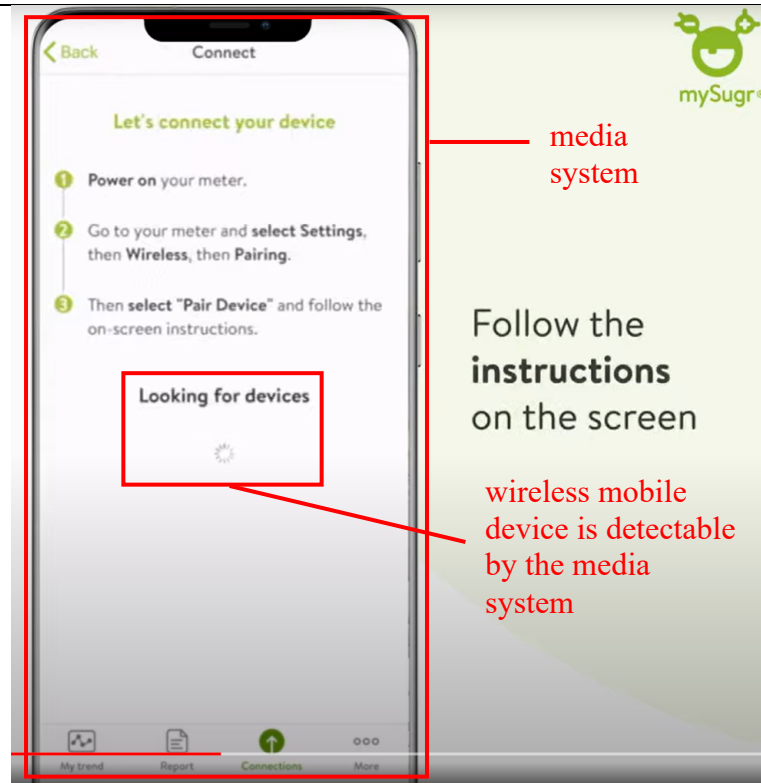 Back
Connect
mySugr®
Let's connect your device
media
system
1 Power on your meter.
2 Go to your meter and select Settings,
then Wireless, then Pairing.
3 Then select "Pair Device" and follow the
on-screen instructions.
Follow the
instructions
on the screen
Looking for devices
wireless mobile
device is detectable
by the media
system
My trend
Report
Connections
More